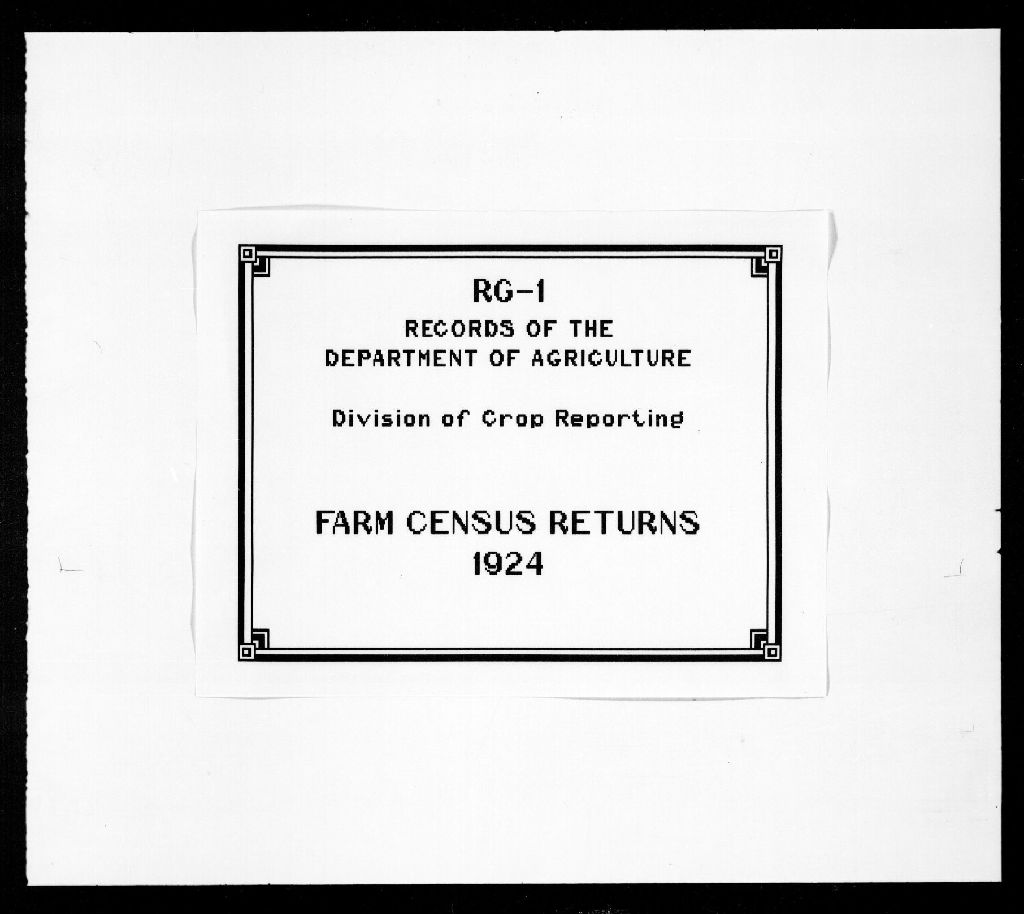 RG-1
RECORDS OF THE
DEPARTMENT OF AGRICULTURE
Division of Crop Reporting
FARM CENSUS RETURNS
1924